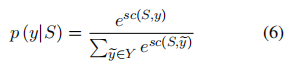 p (y|S) = e^{sc(S,y)} / ∑_{ỹ∈Y} e^{sc(S,ỹ)} (6)